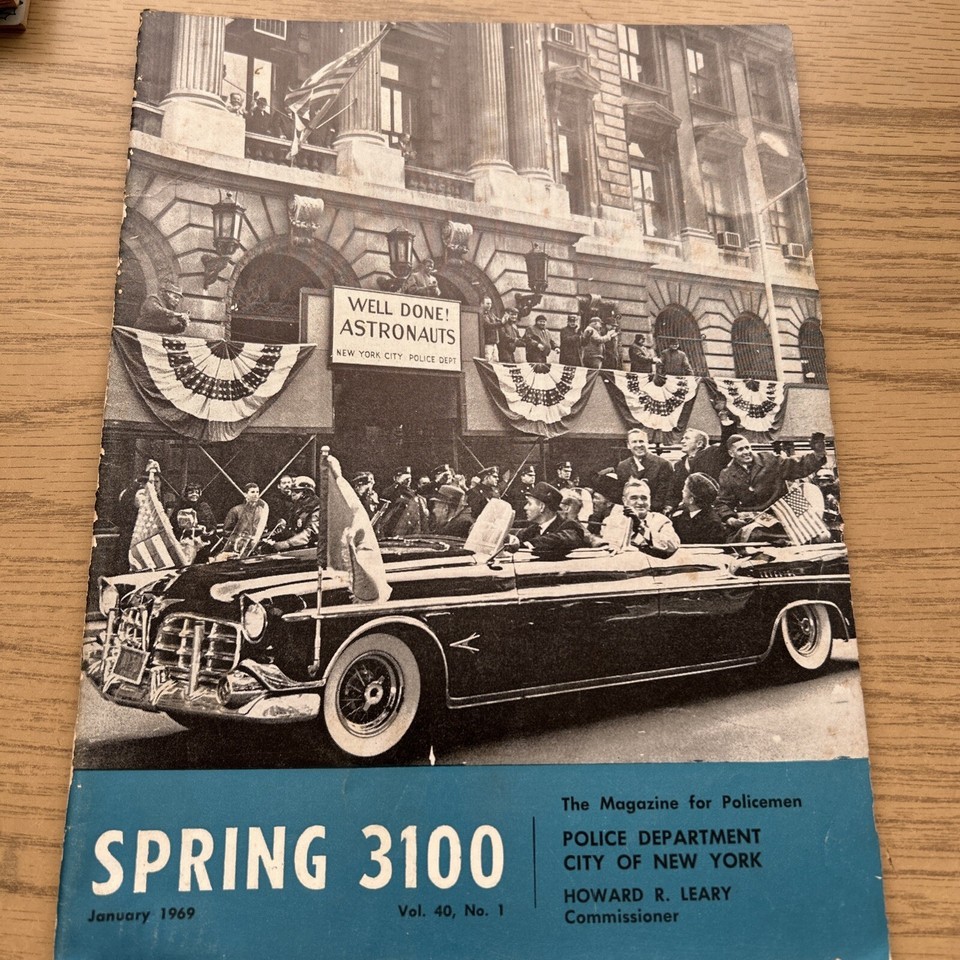 WELL DONE!
ASTRONAUTS
NEW YORK CITY POLICE DEPT
SPRING 3100
January 1969
Vol. 40, No. 1
The Magazine for Policemen
POLICE DEPARTMENT
CITY OF NEW YORK
HOWARD R. LEARY
Commissioner